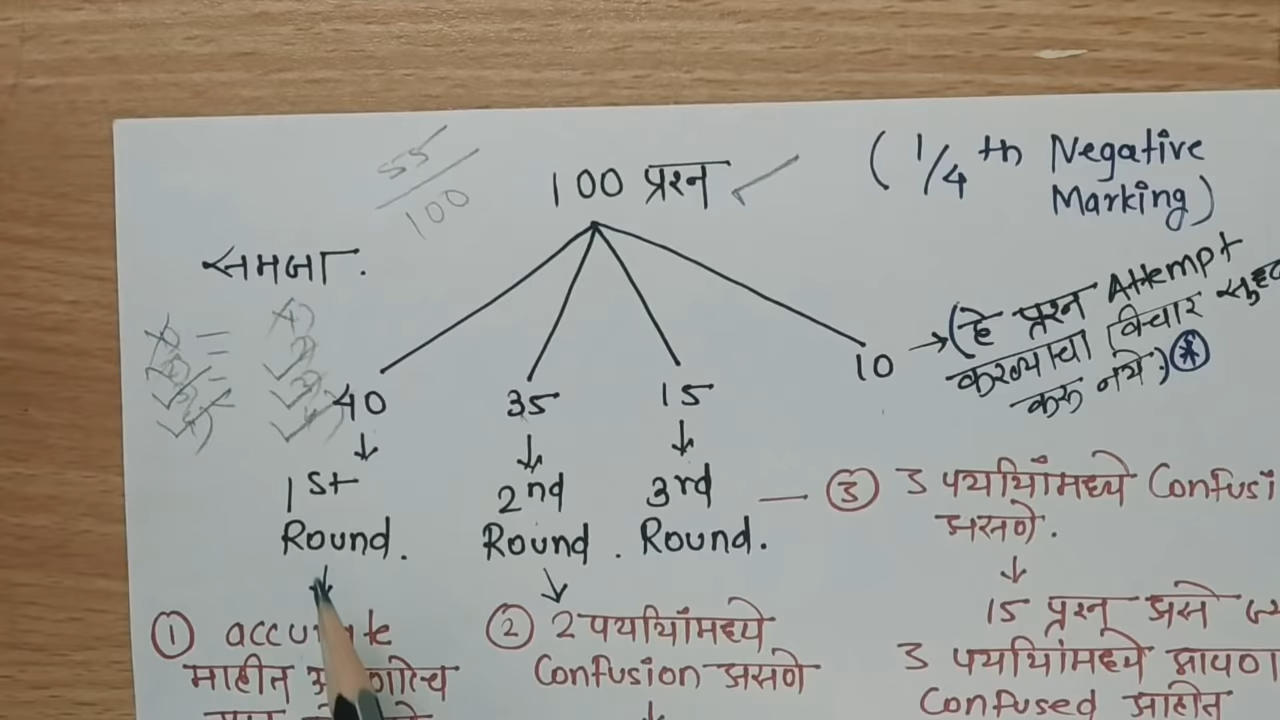 55
100
100 प्रश्न
(1/4th Negative
Marking)
समजा.
40
35
15
10
(हे प्रश्न Attempt
करण्याचा विचार
करू नये.)
1st
Round.
2nd
Round.
3rd
Round.
① accurate
माहीत
② 2 पर्यायांमध्ये
Confusion असणे
③ 3 पर्यायांमध्ये Confusi
असणे.
15 प्रश्न असे
3 पर्यायांमध्ये आपण
Confused आहोत